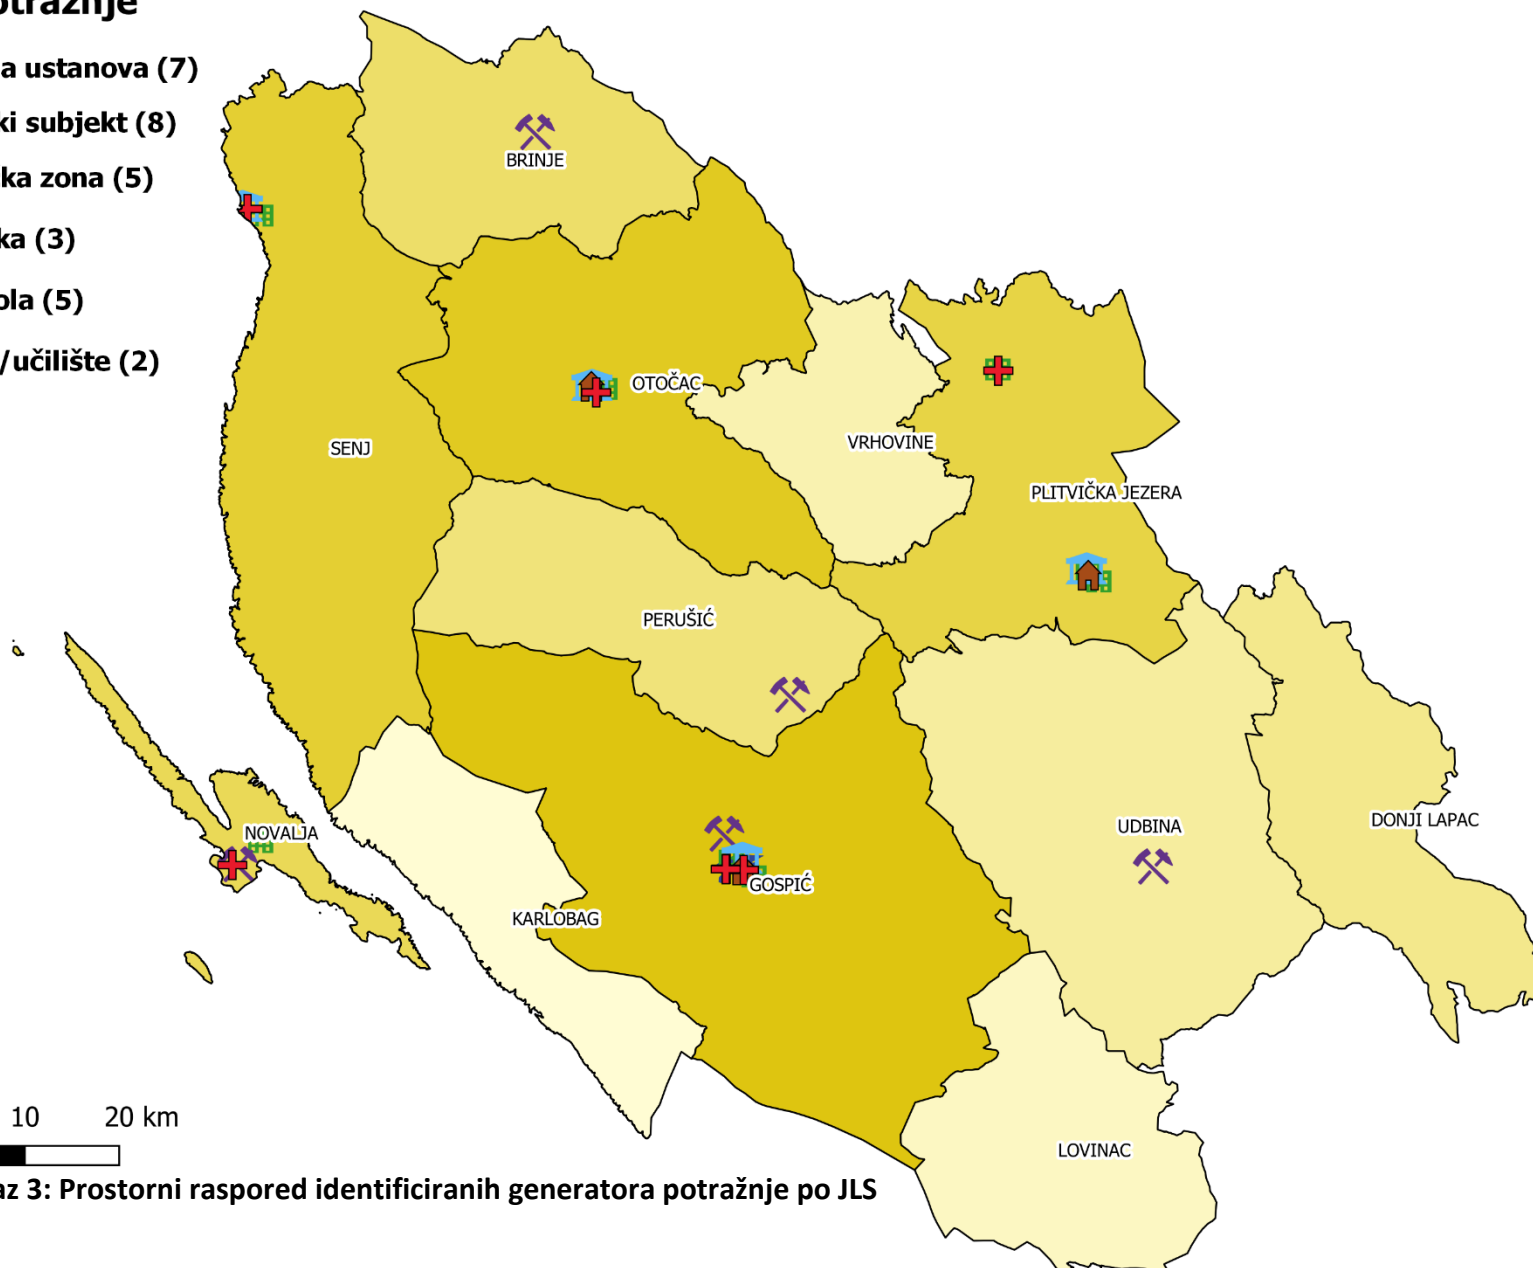 otražnje
a ustanova (7)
ki subjekt (8)
ka zona (5)
ka (3)
ola (5)
/učilište (2)
BRINJE
OTOČAC
VRHOVINE
SENJ
PLITVIČKA JEZERA
PERUŠIĆ
DONJI LAPAC
UDBINA
NOVALJA
GOSPIĆ
KARLOBAG
10 20 km
LOVINAC
az 3: Prostorni raspored identificiranih generatora potražnje po JLS